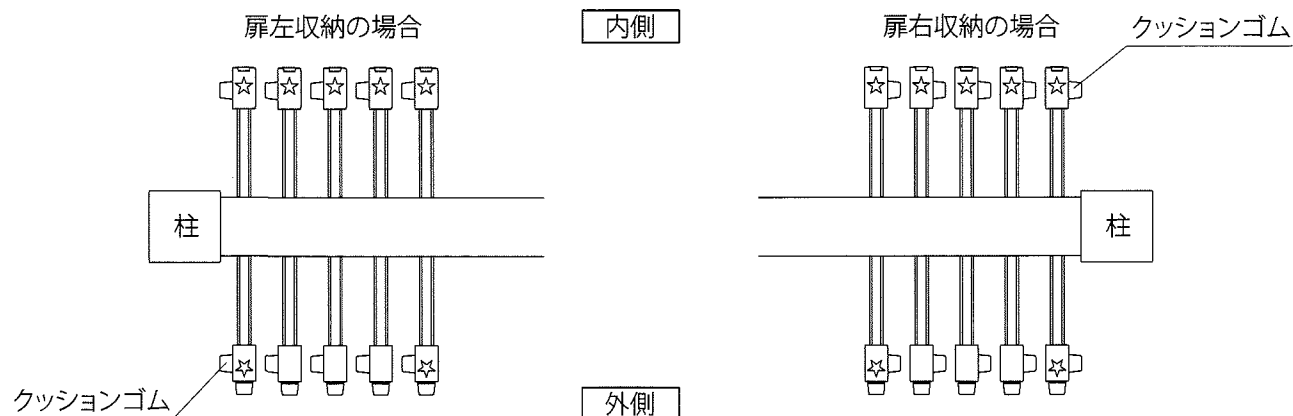 扉左収納の場合
内側
扉右収納の場合
クッションゴム
柱
柱
クッションゴム
外側